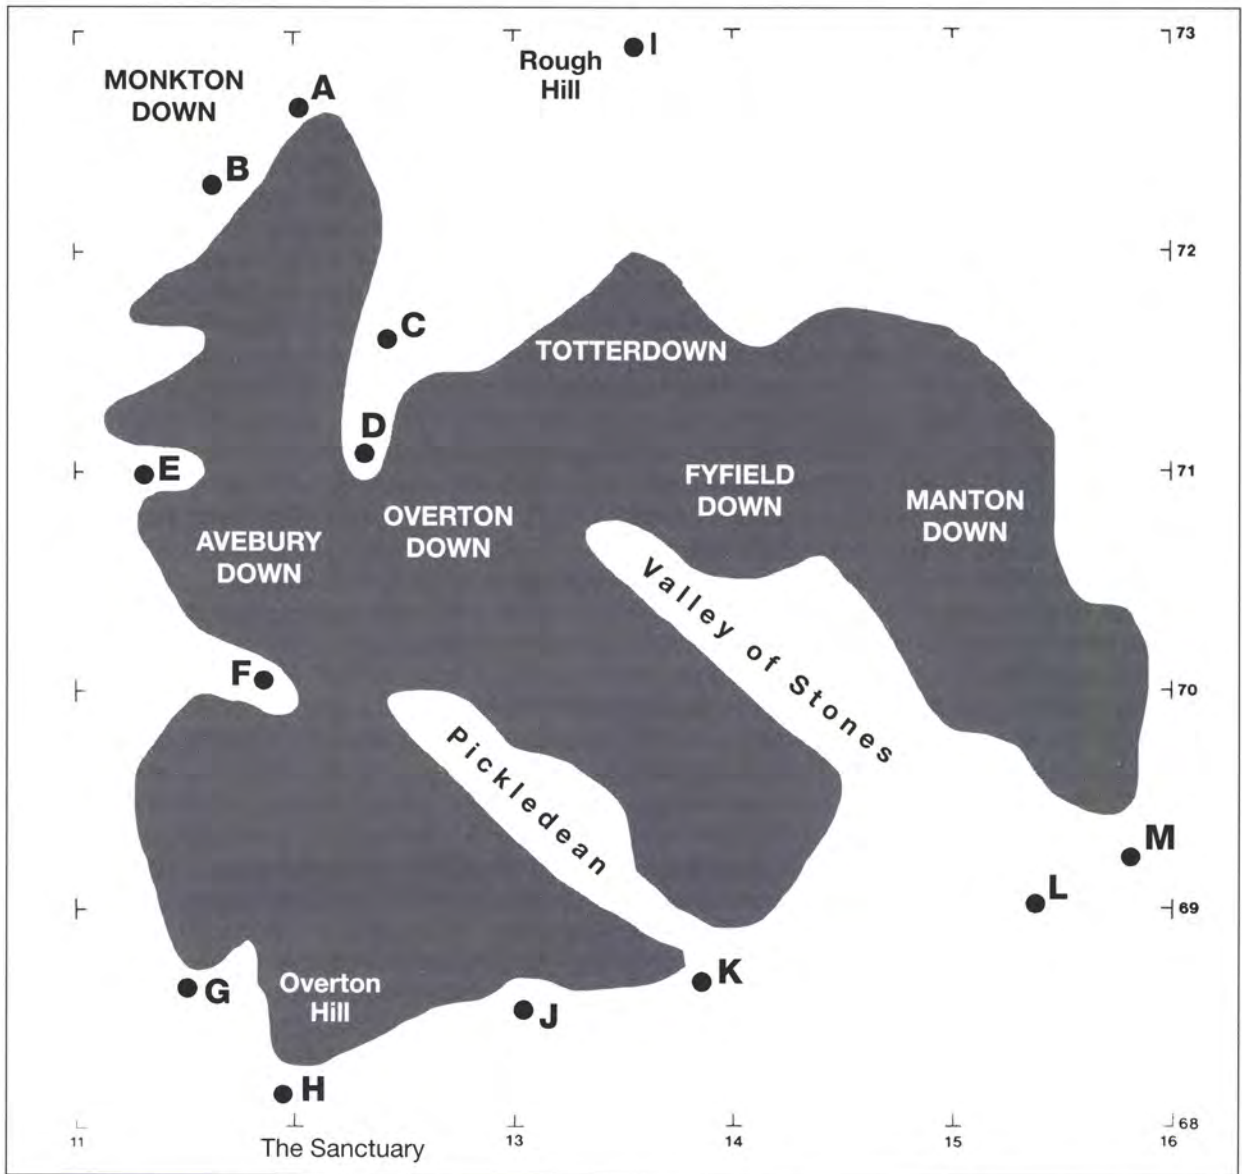 73
I
Rough
Hill
MONKTON
DOWN
A
B
72
C
TOTTERDOWN
D
E
71
FYFIELD
DOWN
MANTON
DOWN
OVERTON
DOWN
AVEBURY
DOWN
Valley of Stones
F
70
Pickledean
M
L
69
K
G
Overton
Hill
J
H
68
11
The Sanctuary
13
14
15
16